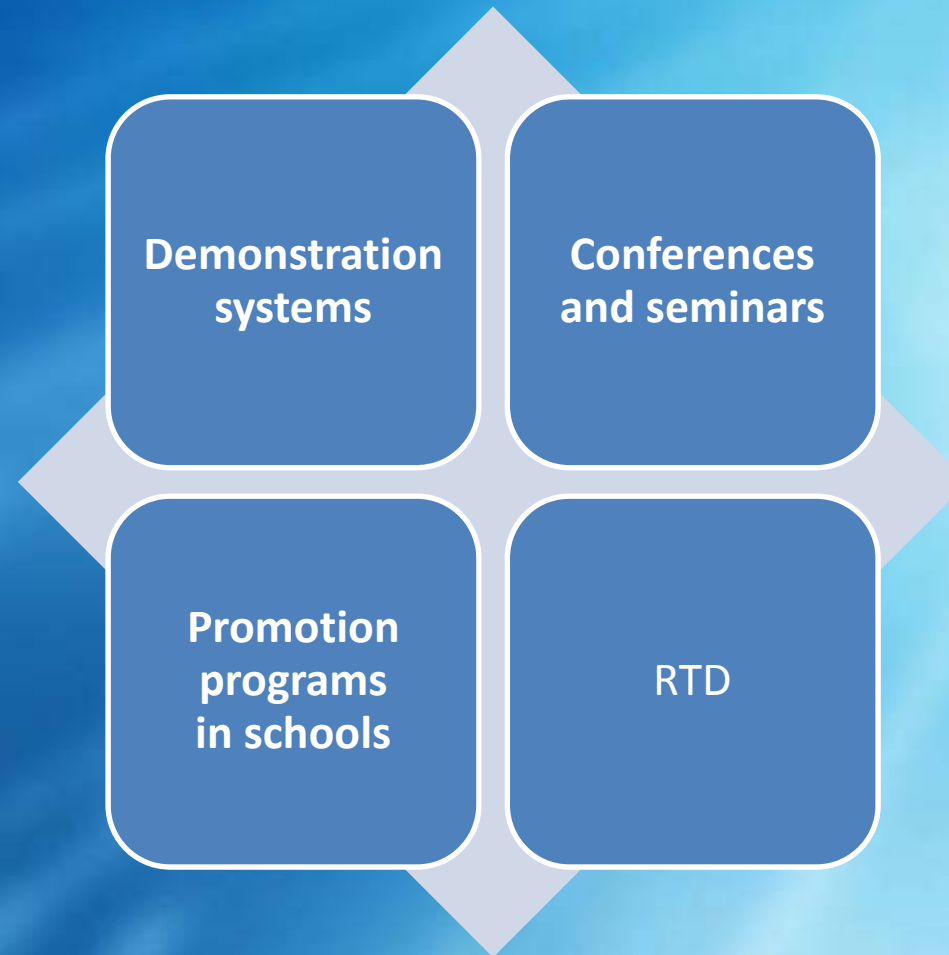 Demonstration
systems
Conferences
and seminars
Promotion
programs
in schools
RTD